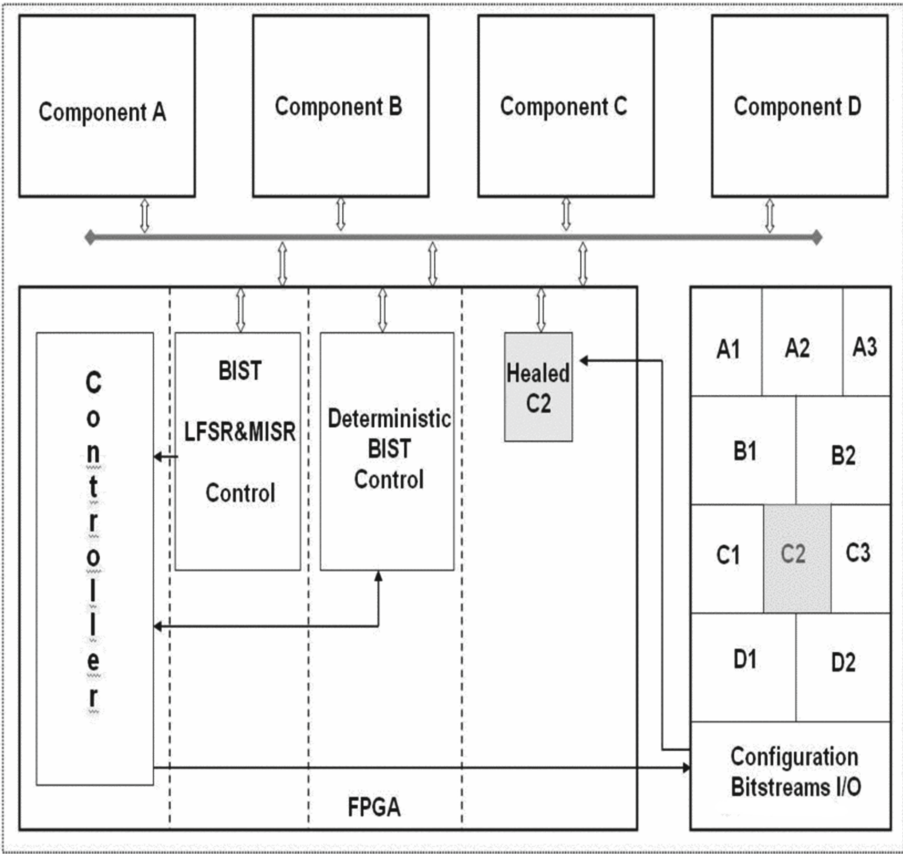 Component A
Component B
Component C
Component D
Controller
BIST
LFSR&MISR
Control
Deterministic
BIST
Control
Healed
C2
FPGA
A1
A2
A3
B1
B2
C1
C2
C3
D1
D2
Configuration
Bitstreams I/O